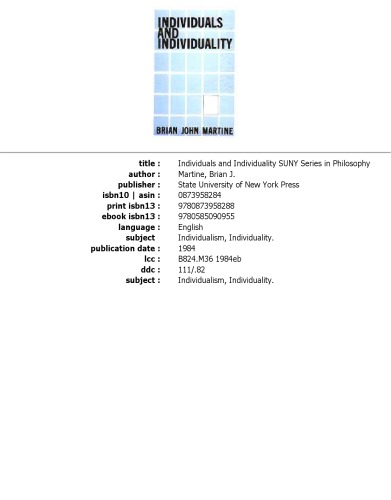 INDIVIDUALS
AND
INDIVIDUALITY
BRIAN JOHN MARTINE
title : Individuals and Individuality SUNY Series in Philosophy
author : Martine, Brian J.
publisher : State University of New York Press
isbn10 | asin : 0873958284
print isbn13 : 9780873958288
ebook isbn13 : 9780585090955
language : English
subject Individualism, Individuality.
publication date : 1984
lcc : B824.M36 1984eb
ddc : 111/.82
subject : Individualism, Individuality.